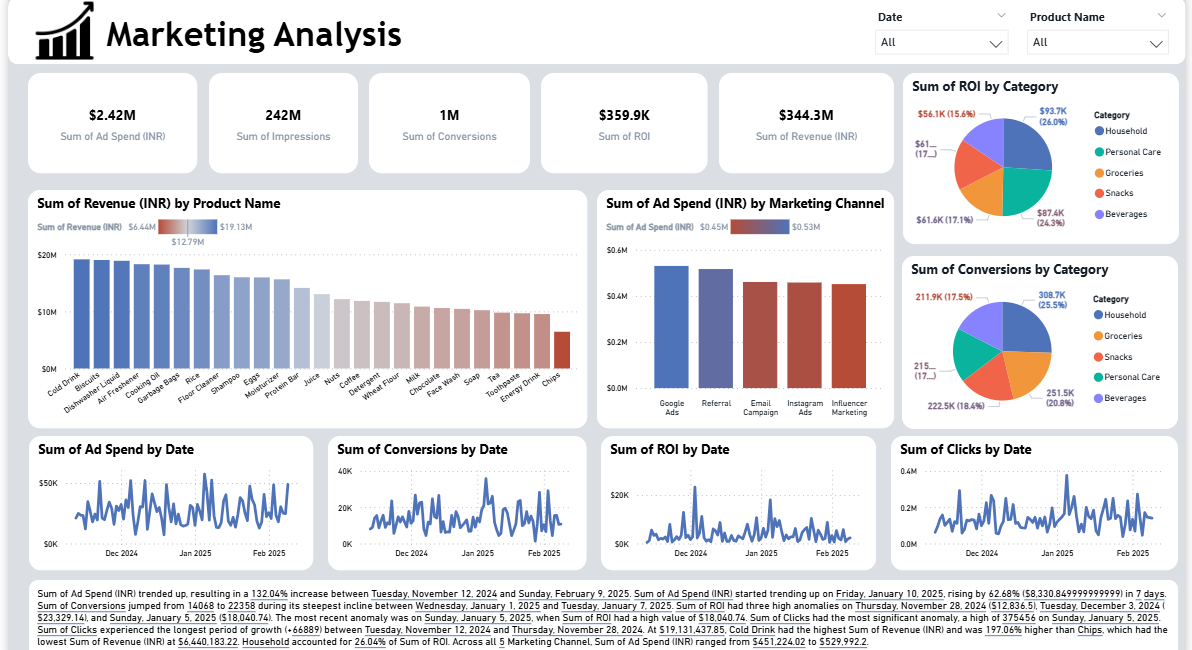 Marketing Analysis
Date
Product Name
All
All
$2.42M
Sum of Ad Spend (INR)
242M
Sum of Impressions
1M
Sum of Conversions
$359.9K
Sum of ROI
$344.3M
Sum of Revenue (INR)
Sum of ROI by Category
$56.1K (15.6%)
$93.7K
(26.0%)
$61...
(17...)
$61.6K (17.1%)
$87.4K
(24.3%)
Category
Household
Personal Care
Groceries
Snacks
Beverages
Sum of Revenue (INR) by Product Name
Sum of Revenue (INR) $6.44M $19.13M
$12.79M
$20M
$10M
$0M
Cold Drink
Biscuits
Dishwasher Liquid
Air Freshener
Cooking Oil
Garbage Bags
Rice
Floor Cleaner
Shampoo
Eggs
Moisturizer
Protein Bar
Juice
Nuts
Coffee
Detergent
Wheat Flour
Milk
Chocolate
Face Wash
Soap
Tea
Toothpaste
Energy Drink
Chips
Sum of Ad Spend (INR) by Marketing Channel
Sum of Ad Spend (INR) $0.45M $0.53M
$0.6M
$0.4M
$0.2M
$0.0M
Google
Ads
Referral
Email
Campaign
Instagram
Ads
Influencer
Marketing
Sum of Conversions by Category
211.9K (17.5%)
308.7K
(25.5%)
215...
(17...)
222.5K (18.4%)
251.5K
(20.8%)
Category
Household
Groceries
Snacks
Personal Care
Beverages
Sum of Ad Spend by Date
$50K
$0K
Dec 2024 Jan 2025 Feb 2025
Sum of Conversions by Date
40K
20K
0K
Dec 2024 Jan 2025 Feb 2025
Sum of ROI by Date
$20K
$0K
Dec 2024 Jan 2025 Feb 2025
Sum of Clicks by Date
0.4M
0.2M
0.0M
Dec 2024 Jan 2025 Feb 2025
Sum of Ad Spend (INR) trended up, resulting in a 132.04% increase between Tuesday, November 12, 2024 and Sunday, February 9, 2025. Sum of Ad Spend (INR) started trending up on Friday, January 10, 2025, rising by 62.68% ($8,330.849999999999) in 7 days.
Sum of Conversions jumped from 14068 to 22358 during its steepest incline between Wednesday, January 1, 2025 and Tuesday, January 7, 2025. Sum of ROI had three high anomalies on Thursday, November 28, 2024 ($12,836.5), Tuesday, December 3, 2024 (
$23,329.14), and Sunday, January 5, 2025 ($18,040.74). The most recent anomaly was on Sunday, January 5, 2025, when Sum of ROI had a high value of $18,040.74. Sum of Clicks had the most significant anomaly, a high of 375456 on Sunday, January 5, 2025.
Sum of Clicks experienced the longest period of growth (+66889) between Tuesday, November 12, 2024 and Thursday, November 28, 2024. At $19,131,437.85, Cold Drink had the highest Sum of Revenue (INR) and was 197.06% higher than Chips, which had the
lowest Sum of Revenue (INR) at $6,440,183.22. Household accounted for 26.04% of Sum of ROI. Across all 5 Marketing Channel, Sum of Ad Spend (INR) ranged from $451,224.02 to $529,992.2.